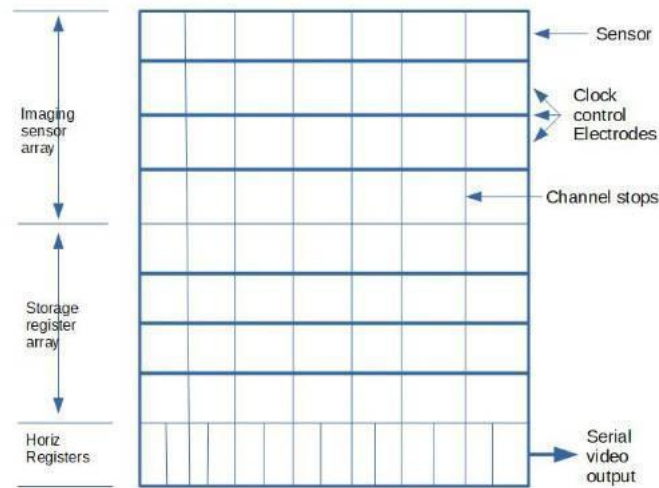 Sensor
Imaging
sensor
array
Clock
control
Electrodes
Channel stops
Storage
register
array
Horiz
Registers
Serial
video
output